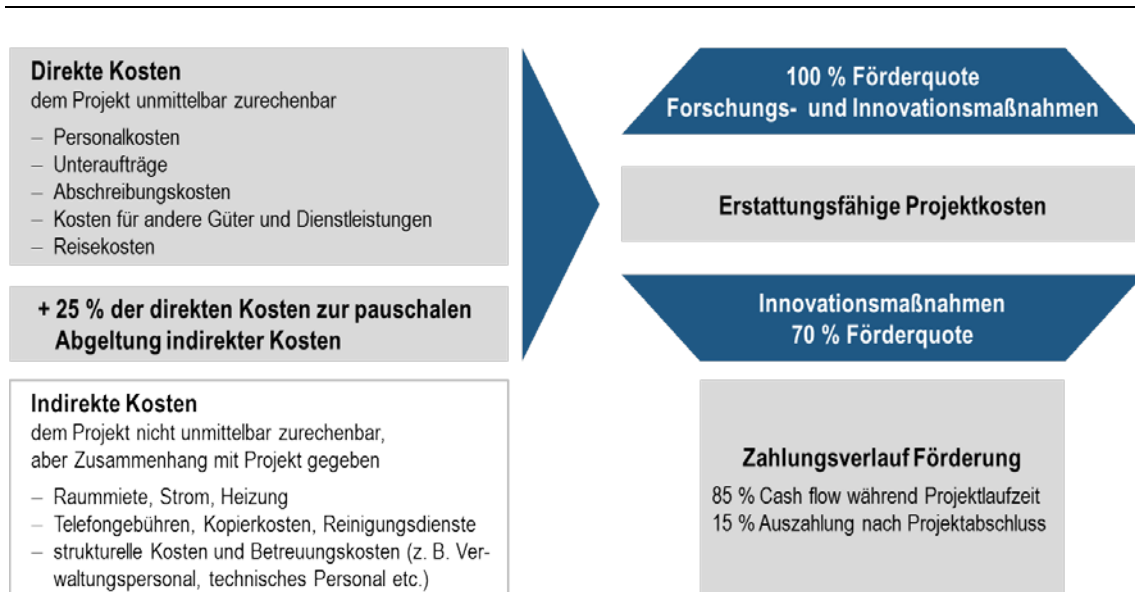 Direkte Kosten
dem Projekt unmittelbar zurechenbar
– Personalkosten
– Unteraufträge
– Abschreibungskosten
– Kosten für andere Güter und Dienstleistungen
– Reisekosten
+ 25 % der direkten Kosten zur pauschalen
Abgeltung indirekter Kosten
Indirekte Kosten
dem Projekt nicht unmittelbar zurechenbar,
aber Zusammenhang mit Projekt gegeben
– Raummiete, Strom, Heizung
– Telefongebühren, Kopierkosten, Reinigungsdienste
– strukturelle Kosten und Betreuungskosten (z. B. Ver-
waltungspersonal, technisches Personal etc.)
100 % Förderquote
Forschungs- und Innovationsmaßnahmen
Erstattungsfähige Projektkosten
Innovationsmaßnahmen
70 % Förderquote
Zahlungsverlauf Förderung
85 % Cash flow während Projektlaufzeit
15 % Auszahlung nach Projektabschluss